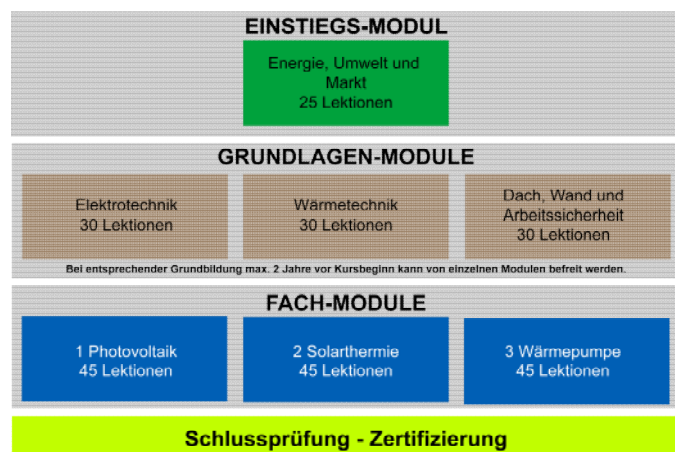 EINSTIEGS-MODUL
Energie, Umwelt und
Markt
25 Lektionen
GRUNDLAGEN-MODULE
Elektrotechnik
30 Lektionen
Wärmetechnik
30 Lektionen
Dach, Wand und
Arbeitssicherheit
30 Lektionen
Bei entsprechender Grundbildung max. 2 Jahre vor Kursbeginn kann von einzelnen Modulen befreit werden.
FACH-MODULE
1 Photovoltaik
45 Lektionen
2 Solarthermie
45 Lektionen
3 Wärmepumpe
45 Lektionen
Schlussprüfung - Zertifizierung